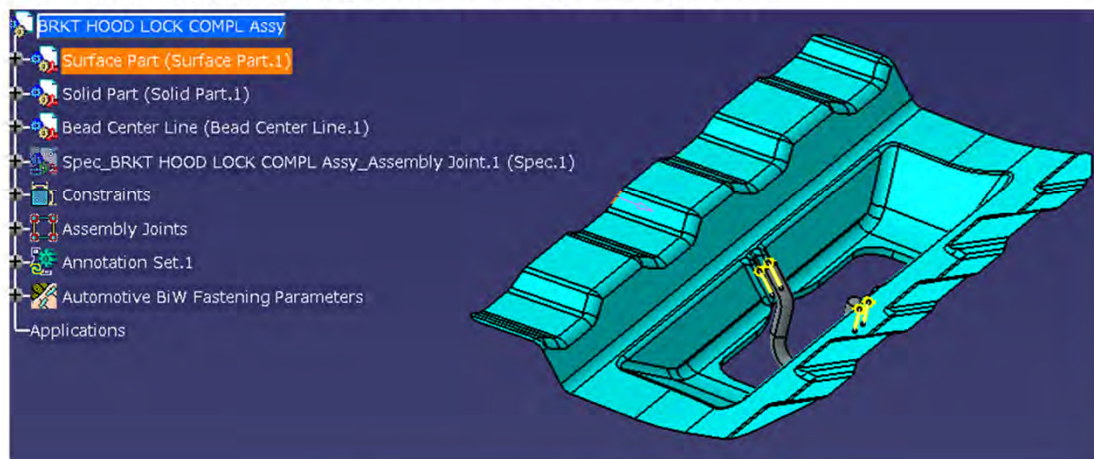 BRKT HOOD LOCK COMPL Assy
Surface Part (Surface Part.1)
Solid Part (Solid Part.1)
Bead Center Line (Bead Center Line.1)
Spec_BRKT HOOD LOCK COMPL Assy_Assembly Joint.1 (Spec.1)
Constraints
Assembly Joints
Annotation Set.1
Automotive BiW Fastening Parameters
Applications